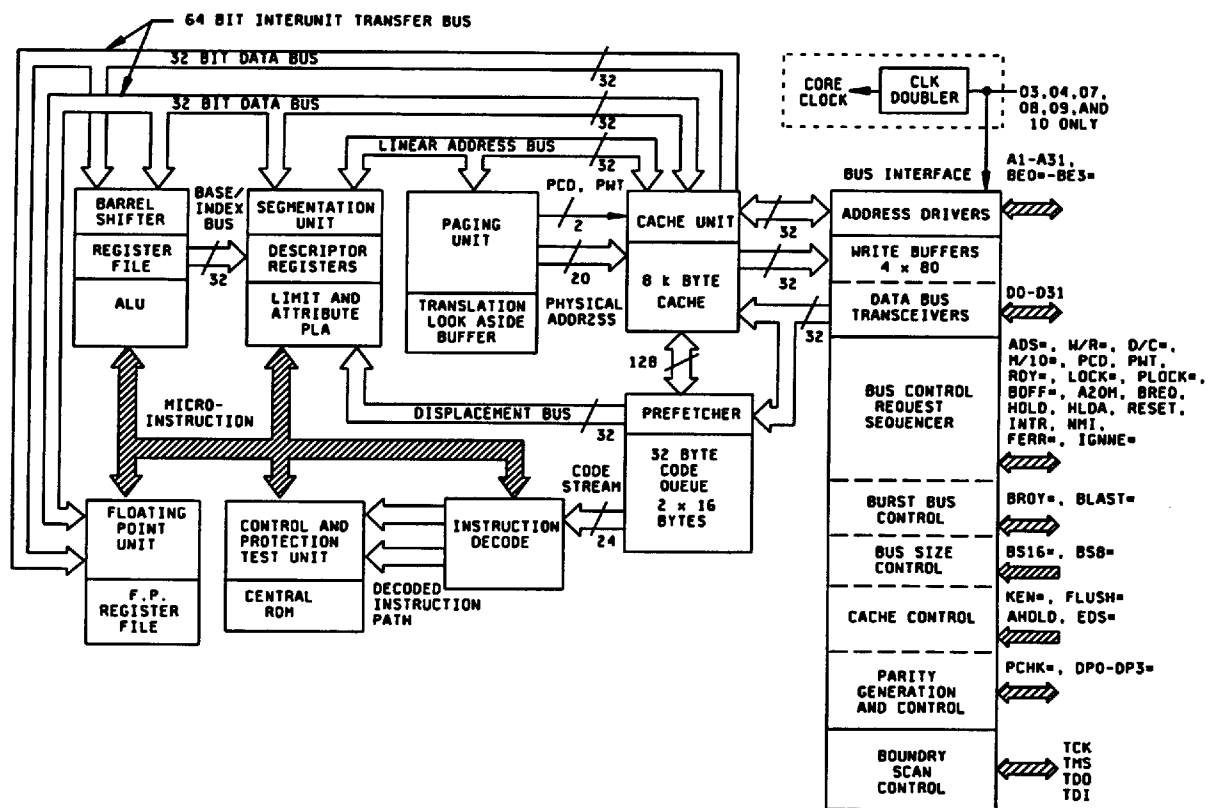 64 BIT INTERUNIT TRANSFER BUS
32 BIT DATA BUS
32
32 BIT DATA BUS
32
LINEAR ADDRESS BUS
32
CORE
CLOCK
CLK
DOUBLER
03,04,07,
08,09,AND
10 ONLY
BUS INTERFACE
A1-A31,
BE0=-BE3=
BARREL
SHIFTER
REGISTER
FILE
ALU
BASE/
INDEX
BUS
32
SEGMENTATION
UNIT
DESCRIPTOR
REGISTERS
LIMIT AND
ATTRIBUTE
PLA
PAGING
UNIT
TRANSLATION
LOOK ASIDE
BUFFER
PCD, PWT
2
20
PHYSICAL
ADDR2SS
CACHE UNIT
8 k BYTE
CACHE
32
32
32
ADDRESS DRIVERS
WRITE BUFFERS
4 x 80
DATA BUS
TRANSCEIVERS
D0-D31
BUS CONTROL
REQUEST
SEQUENCER
ADS=, W/R=, D/C=,
M/IO=, PCD, PWT,
RDY=, LOCK=, PLOCK=,
BOFF=, A20M, BREQ,
HOLD, HLDA, RESET,
INTR, NMI,
FERR=, IGNNE=
128
MICRO-
INSTRUCTION
DISPLACEMENT BUS
32
PREFETCHER
32 BYTE
CODE
QUEUE
2 x 16
BYTES
CODE
STREAM
24
FLOATING
POINT
UNIT
F.P.
REGISTER
FILE
CONTROL AND
PROTECTION
TEST UNIT
CENTRAL
ROM
DECODED
INSTRUCTION
PATH
INSTRUCTION
DECODE
BURST BUS
CONTROL
BRDY=, BLAST=
BUS SIZE
CONTROL
BS16=, BS8=
CACHE CONTROL
KEN=, FLUSH=
AHOLD, EDS=
PARITY
GENERATION
AND CONTROL
PCHK=, DP0-DP3=
BOUNDRY
SCAN
CONTROL
TCK
TMS
TDO
TDI